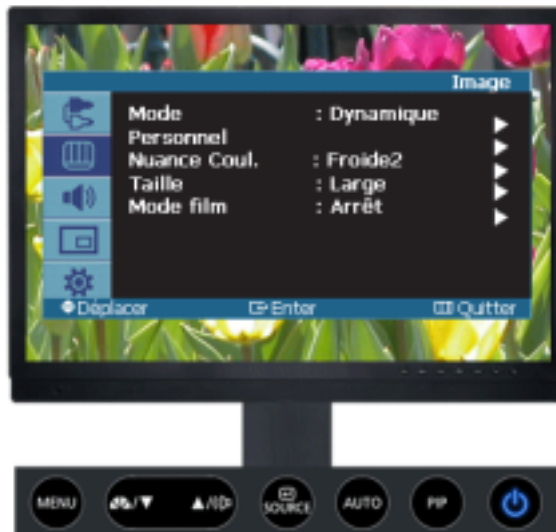 Image
Mode : Dynamique
Personnel
Nuance Coul. : Froide2
Taille : Large
Mode film : Arrêt
Déplacer Enter Quitter
MENU SOURCE AUTO PIP